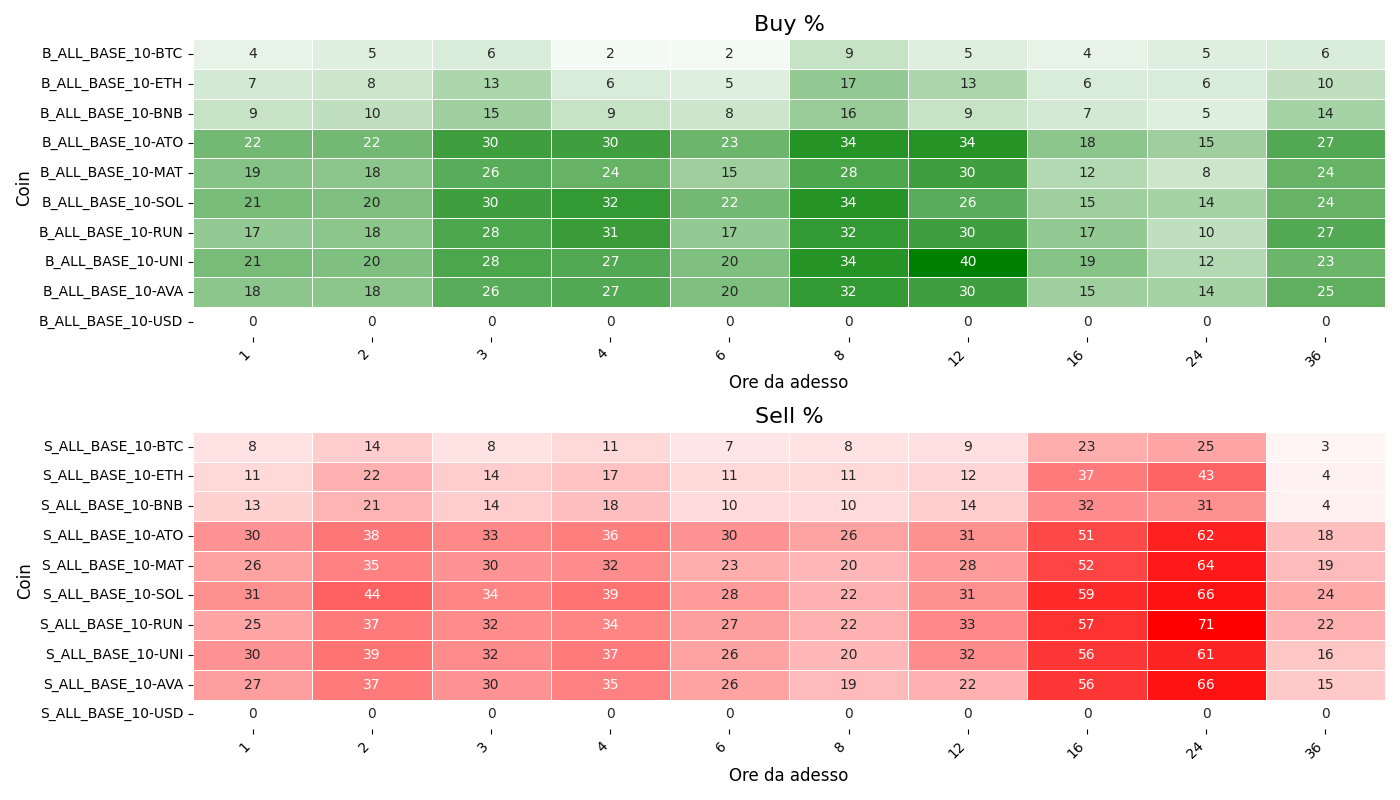 Buy %
Coin
B_ALL_BASE_10-BTC 4 5 6 2 2 9 5 4 5 6
B_ALL_BASE_10-ETH 7 8 13 6 5 17 13 6 6 10
B_ALL_BASE_10-BNB 9 10 15 9 8 16 9 7 5 14
B_ALL_BASE_10-ATO 22 22 30 30 23 34 34 18 15 27
B_ALL_BASE_10-MAT 19 18 26 24 15 28 30 12 8 24
B_ALL_BASE_10-SOL 21 20 30 32 22 34 26 15 14 24
B_ALL_BASE_10-RUN 17 18 28 31 17 32 30 17 10 27
B_ALL_BASE_10-UNI 21 20 28 27 20 34 40 19 12 23
B_ALL_BASE_10-AVA 18 18 26 27 20 32 30 15 14 25
B_ALL_BASE_10-USD 0 0 0 0 0 0 0 0 0 0
1 2 3 4 6 8 12 16 24 36
Ore da adesso
Sell %
Coin
S_ALL_BASE_10-BTC 8 14 8 11 7 8 9 23 25 3
S_ALL_BASE_10-ETH 11 22 14 17 11 11 12 37 43 4
S_ALL_BASE_10-BNB 13 21 14 18 10 10 14 32 31 4
S_ALL_BASE_10-ATO 30 38 33 36 30 26 31 51 62 18
S_ALL_BASE_10-MAT 26 35 30 32 23 20 28 52 64 19
S_ALL_BASE_10-SOL 31 44 34 39 28 22 31 59 66 24
S_ALL_BASE_10-RUN 25 37 32 34 27 22 33 57 71 22
S_ALL_BASE_10-UNI 30 39 32 37 26 20 32 56 61 16
S_ALL_BASE_10-AVA 27 37 30 35 26 19 22 56 66 15
S_ALL_BASE_10-USD 0 0 0 0 0 0 0 0 0 0
1 2 3 4 6 8 12 16 24 36
Ore da adesso